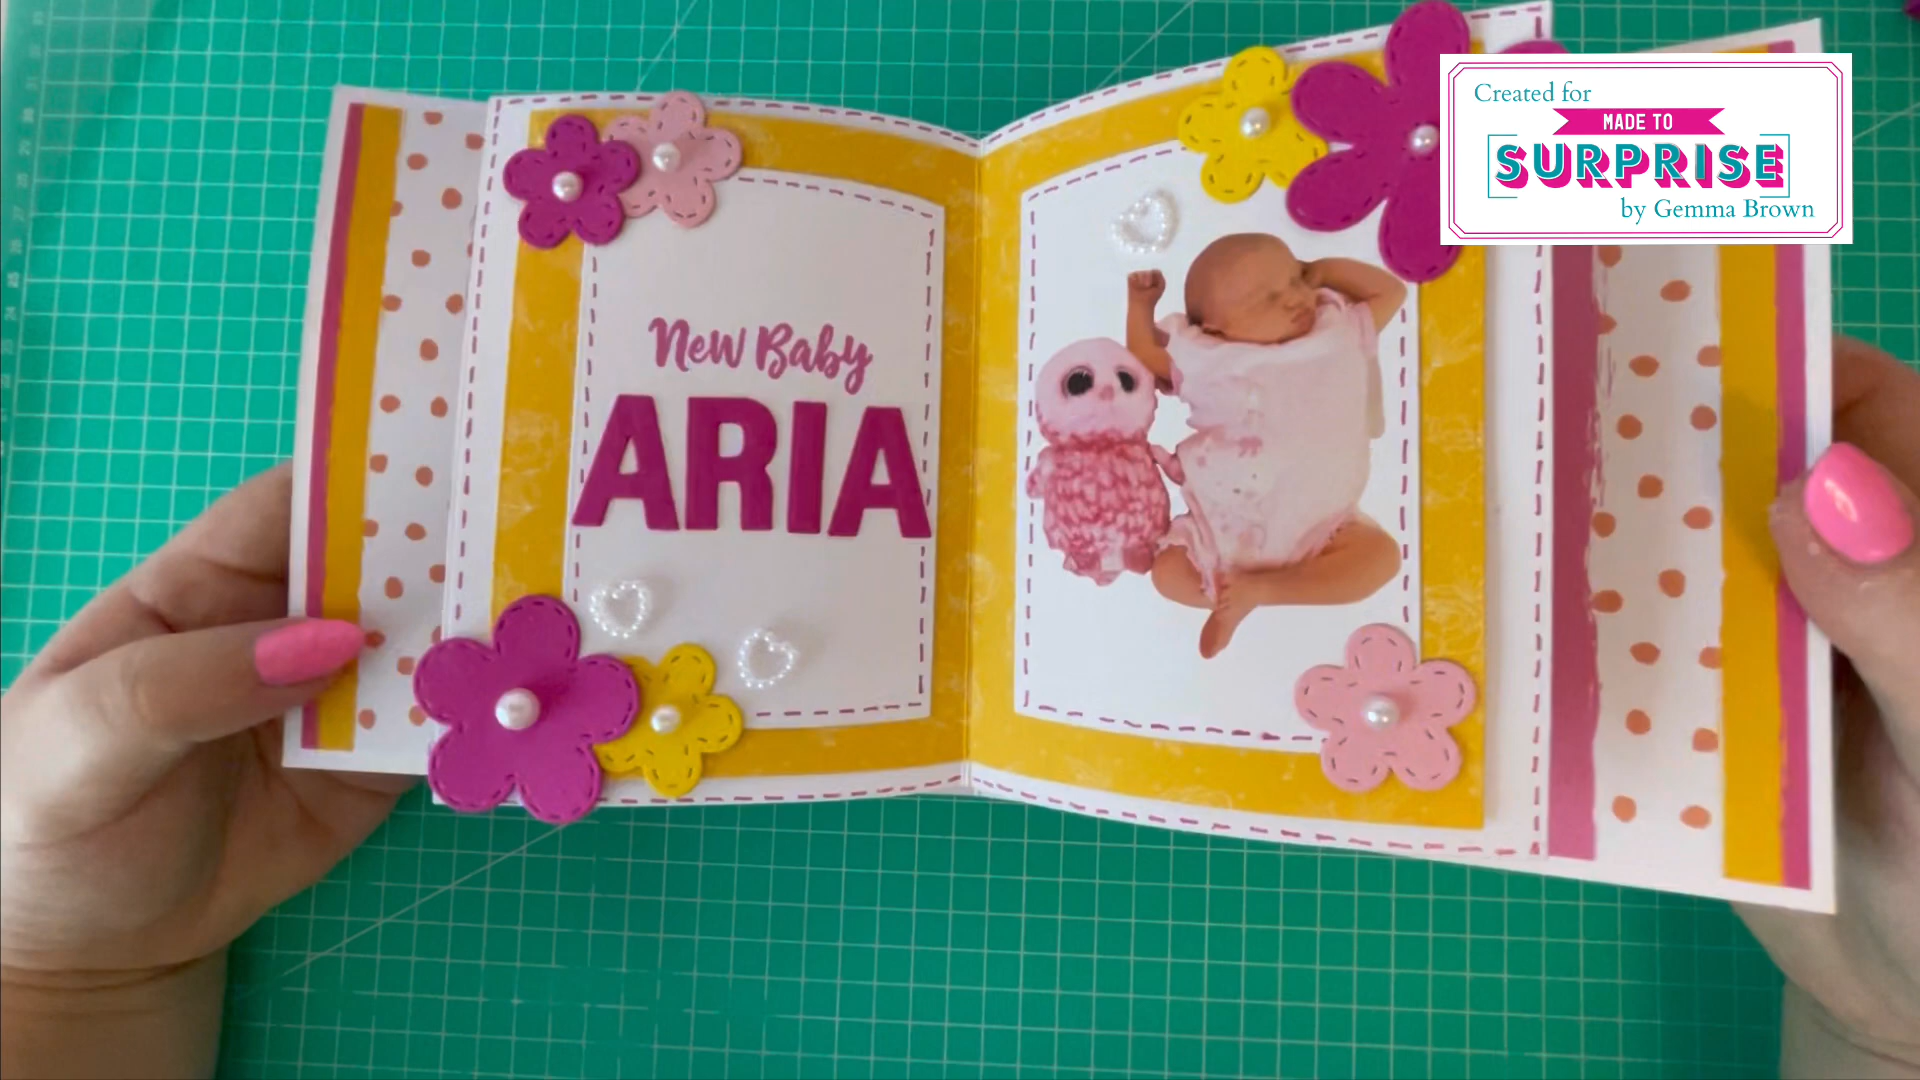 New Baby
ARIA
Created for
MADE TO
SURPRISE
by Gemma Brown